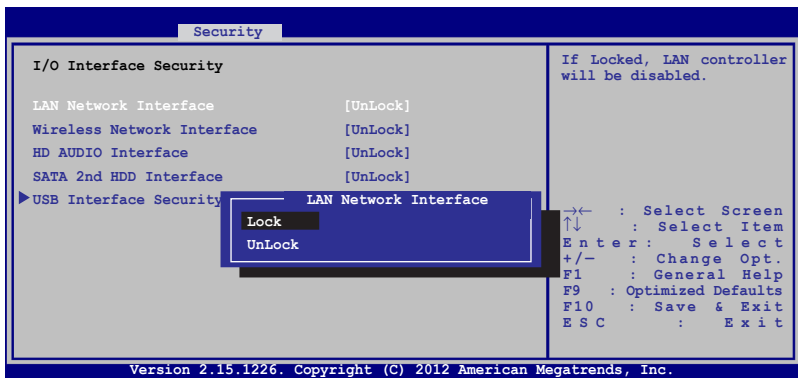 Security
I/O Interface Security
LAN Network Interface [UnLock]
Wireless Network Interface [UnLock]
HD AUDIO Interface [UnLock]
SATA 2nd HDD Interface [UnLock]
USB Interface Security
LAN Network Interface
Lock
UnLock
If Locked, LAN controller
will be disabled.
→← : Select Screen
↑↓ : Select Item
Enter: Select
+/— : Change Opt.
F1 : General Help
F9 : Optimized Defaults
F10 : Save & Exit
ESC : Exit
Version 2.15.1226. Copyright (C) 2012 American Megatrends, Inc.